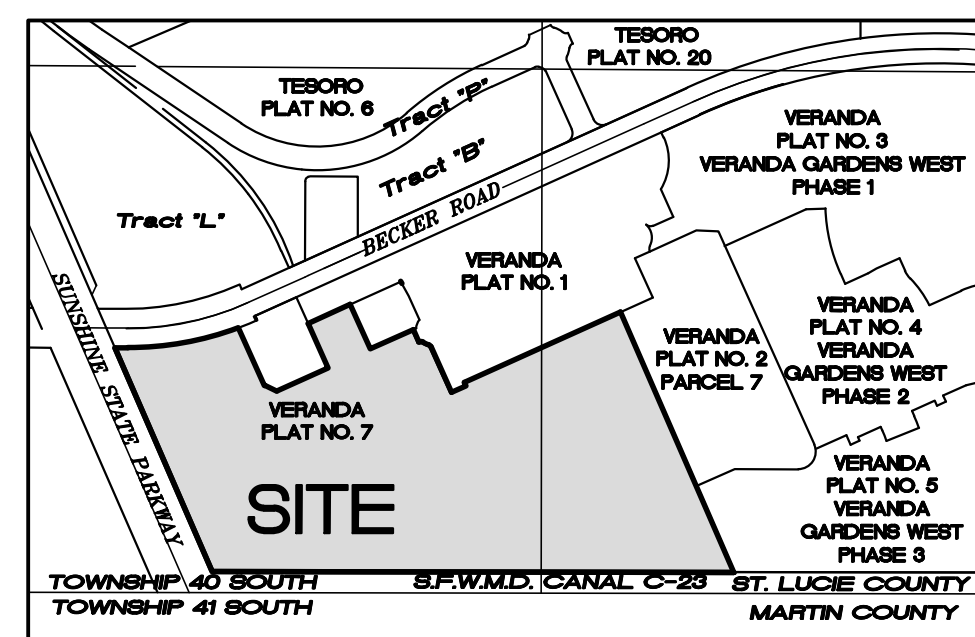 TESORO
PLAT NO. 20
TESORO
PLAT NO. 6
Tract "P"
Tract "B"
VERANDA
PLAT NO. 3
VERANDA GARDENS WEST
PHASE 1
Tract "L"
BECKER ROAD
VERANDA
PLAT NO. 1
SUNSHINE STATE PARKWAY
VERANDA
PLAT NO. 2
PARCEL 7
VERANDA
PLAT NO. 4
VERANDA
GARDENS WEST
PHASE 2
VERANDA
PLAT NO. 7
SITE
VERANDA
PLAT NO. 5
VERANDA
GARDENS WEST
PHASE 3
TOWNSHIP 40 SOUTH
S.F.W.M.D. CANAL C-23
ST. LUCIE COUNTY
TOWNSHIP 41 SOUTH
MARTIN COUNTY